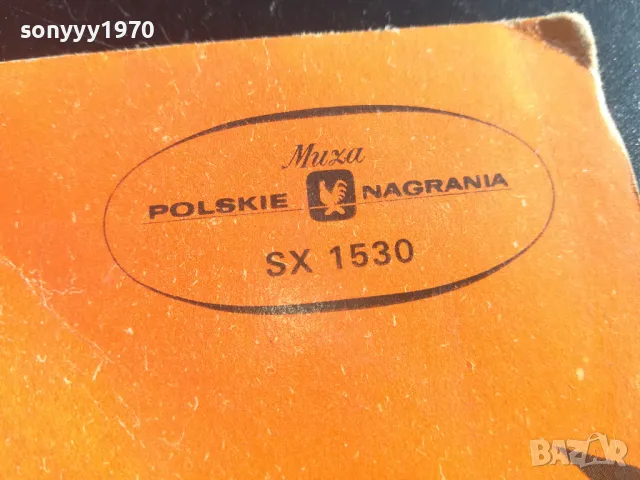 sonyyy1970
Muza
POLSKIE NAGRANIA
SX 1530
BAZAR